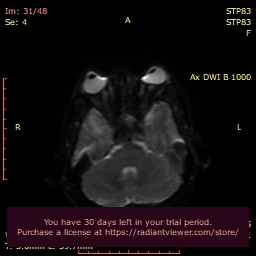 Im: 31/48
Se: 4
A
STP83
STP83
F
Ax DWI B 1000
R
L
You have 30 days left in your trial period.
Purchase a license at https://radiantviewer.com/store/